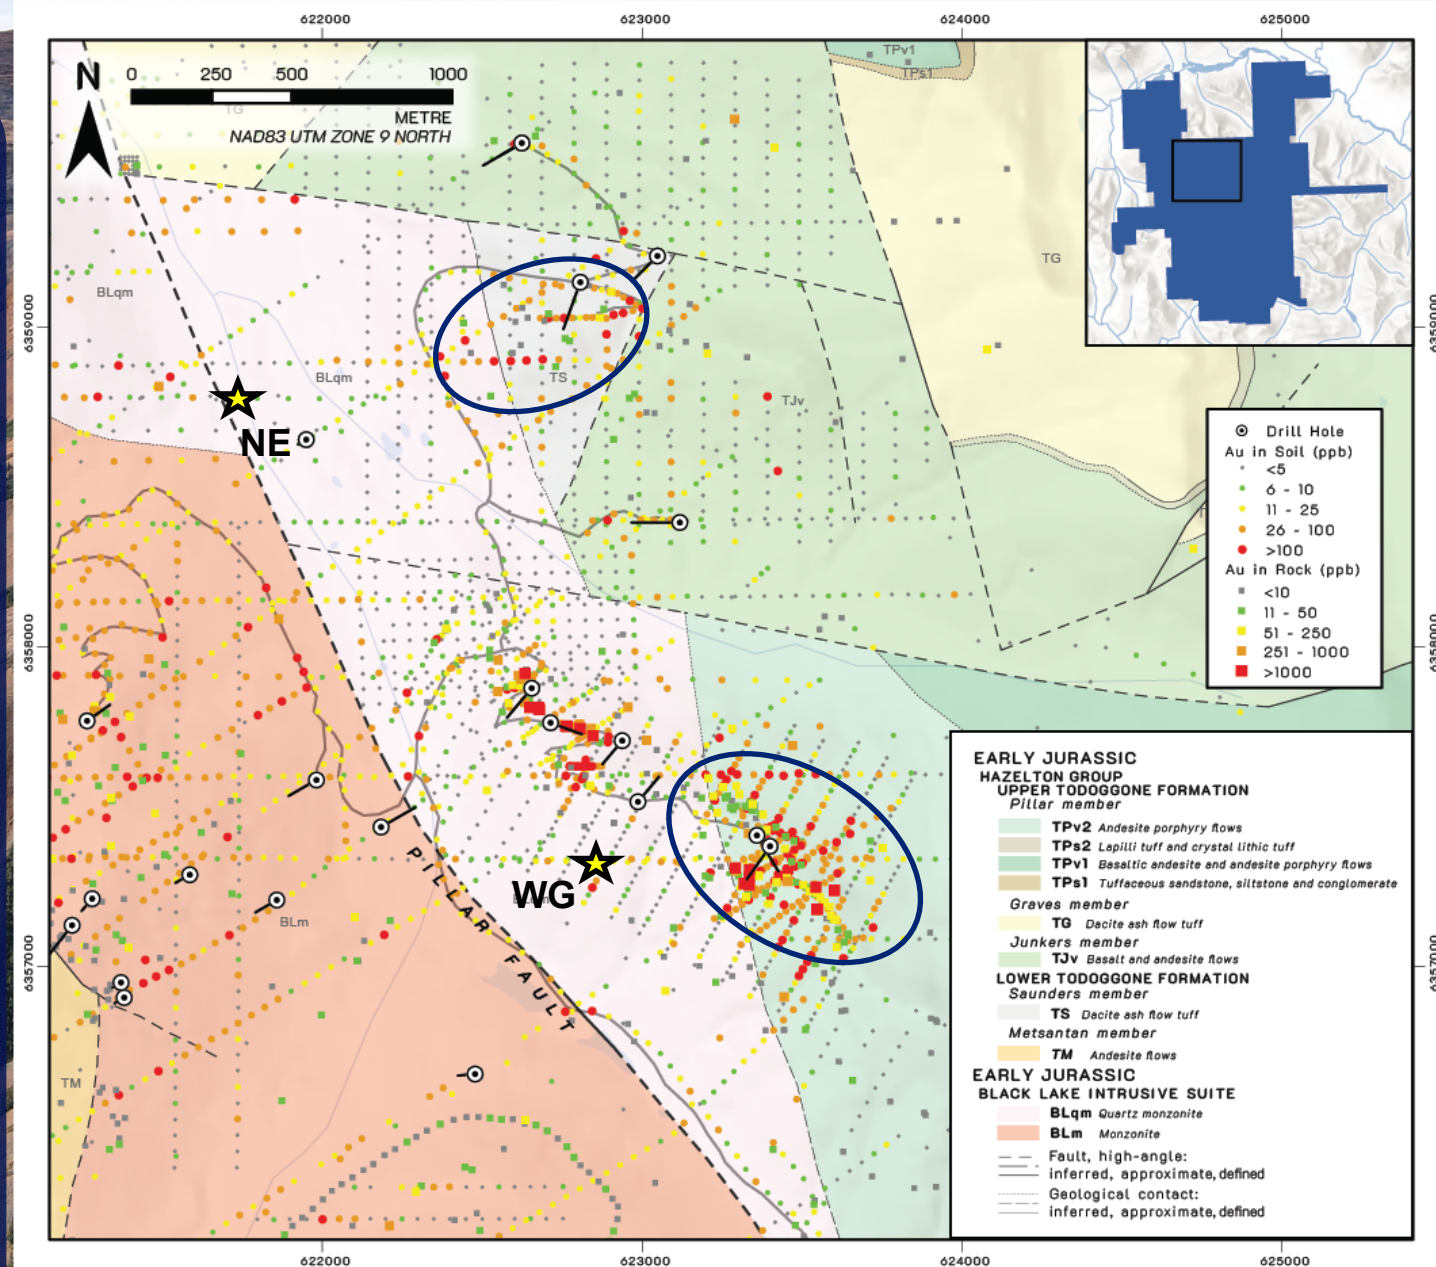 622000
623000
624000
625000
N
0
250
500
1000
METRE
NAD83 UTM ZONE 9 NORTH
TG
TPv1
TPs1
TG
BLqm
6359000
6359000
BLqm
TS
TJv
NE
Drill Hole
Au in Soil (ppb)
<5
6 - 10
11 - 25
26 - 100
>100
Au in Rock (ppb)
<10
11 - 50
51 - 250
251 - 1000
>1000
6358000
6358000
WG
PILLAR FAULT
BLm
6357000
6357000
TM
EARLY JURASSIC
HAZELTON GROUP
UPPER TODOGGONE FORMATION
Pillar member
TPv2 Andesite porphyry flows
TPs2 Lapilli tuff and crystal lithic tuff
TPv1 Basaltic andesite and andesite porphyry flows
TPs1 Tuffaceous sandstone, siltstone and conglomerate
Graves member
TG Dacite ash flow tuff
Junkers member
TJv Basalt and andesite flows
LOWER TODOGGONE FORMATION
Saunders member
TS Dacite ash flow tuff
Metsantan member
TM Andesite flows
EARLY JURASSIC
BLACK LAKE INTRUSIVE SUITE
BLqm Quartz monzonite
BLm Monzonite
Fault, high-angle:
inferred, approximate, defined
Geological contact:
inferred, approximate, defined
622000
623000
624000
625000